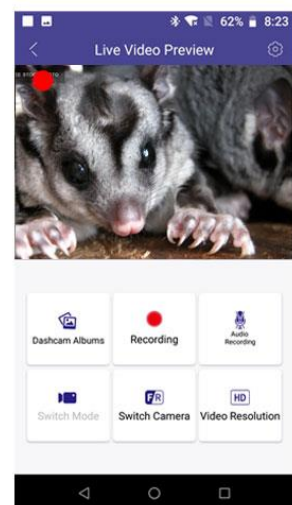 62% 8:23
Live Video Preview
Dashcam Albums
Recording
Audio
Recording
FR
HD
Switch Mode
Switch Camera
Video Resolution